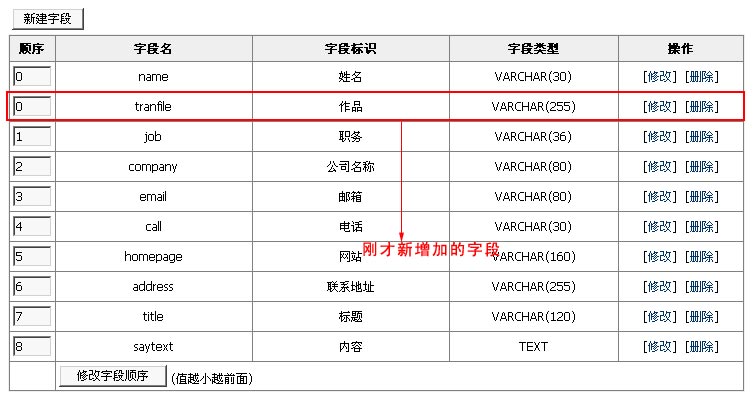 新建字段
顺序 字段名 字段标识 字段类型 操作
0 name 姓名 VARCHAR(30) [修改] [删除]
0 tranfile 作品 VARCHAR(255) [修改] [删除]
1 job 职务 VARCHAR(36) [修改] [删除]
2 company 公司名称 VARCHAR(80) [修改] [删除]
3 email 邮箱 VARCHAR(80) [修改] [删除]
4 call 电话 VARCHAR(30) [修改] [删除]
刚才新增加的字段
5 homepage 网站 VARCHAR(160) [修改] [删除]
6 address 联系地址 VARCHAR(255) [修改] [删除]
7 title 标题 VARCHAR(120) [修改] [删除]
8 saytext 内容 TEXT [修改] [删除]
修改字段顺序 (值越小越前面)